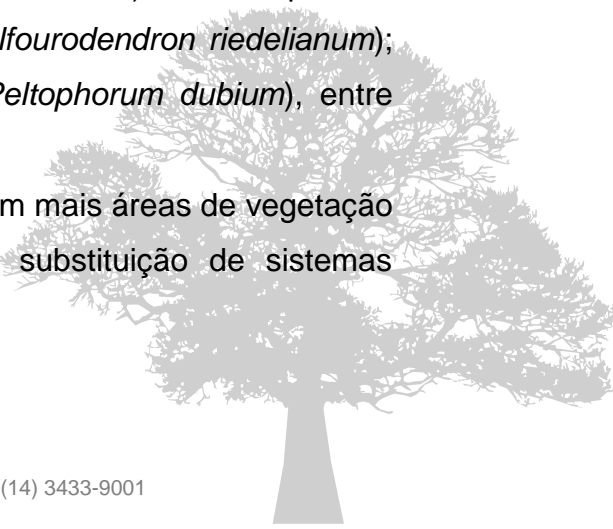 lfourodendron riedelianum);
Peltophorum dubium), entre
m mais áreas de vegetação
substituição de sistemas
(14) 3433-9001